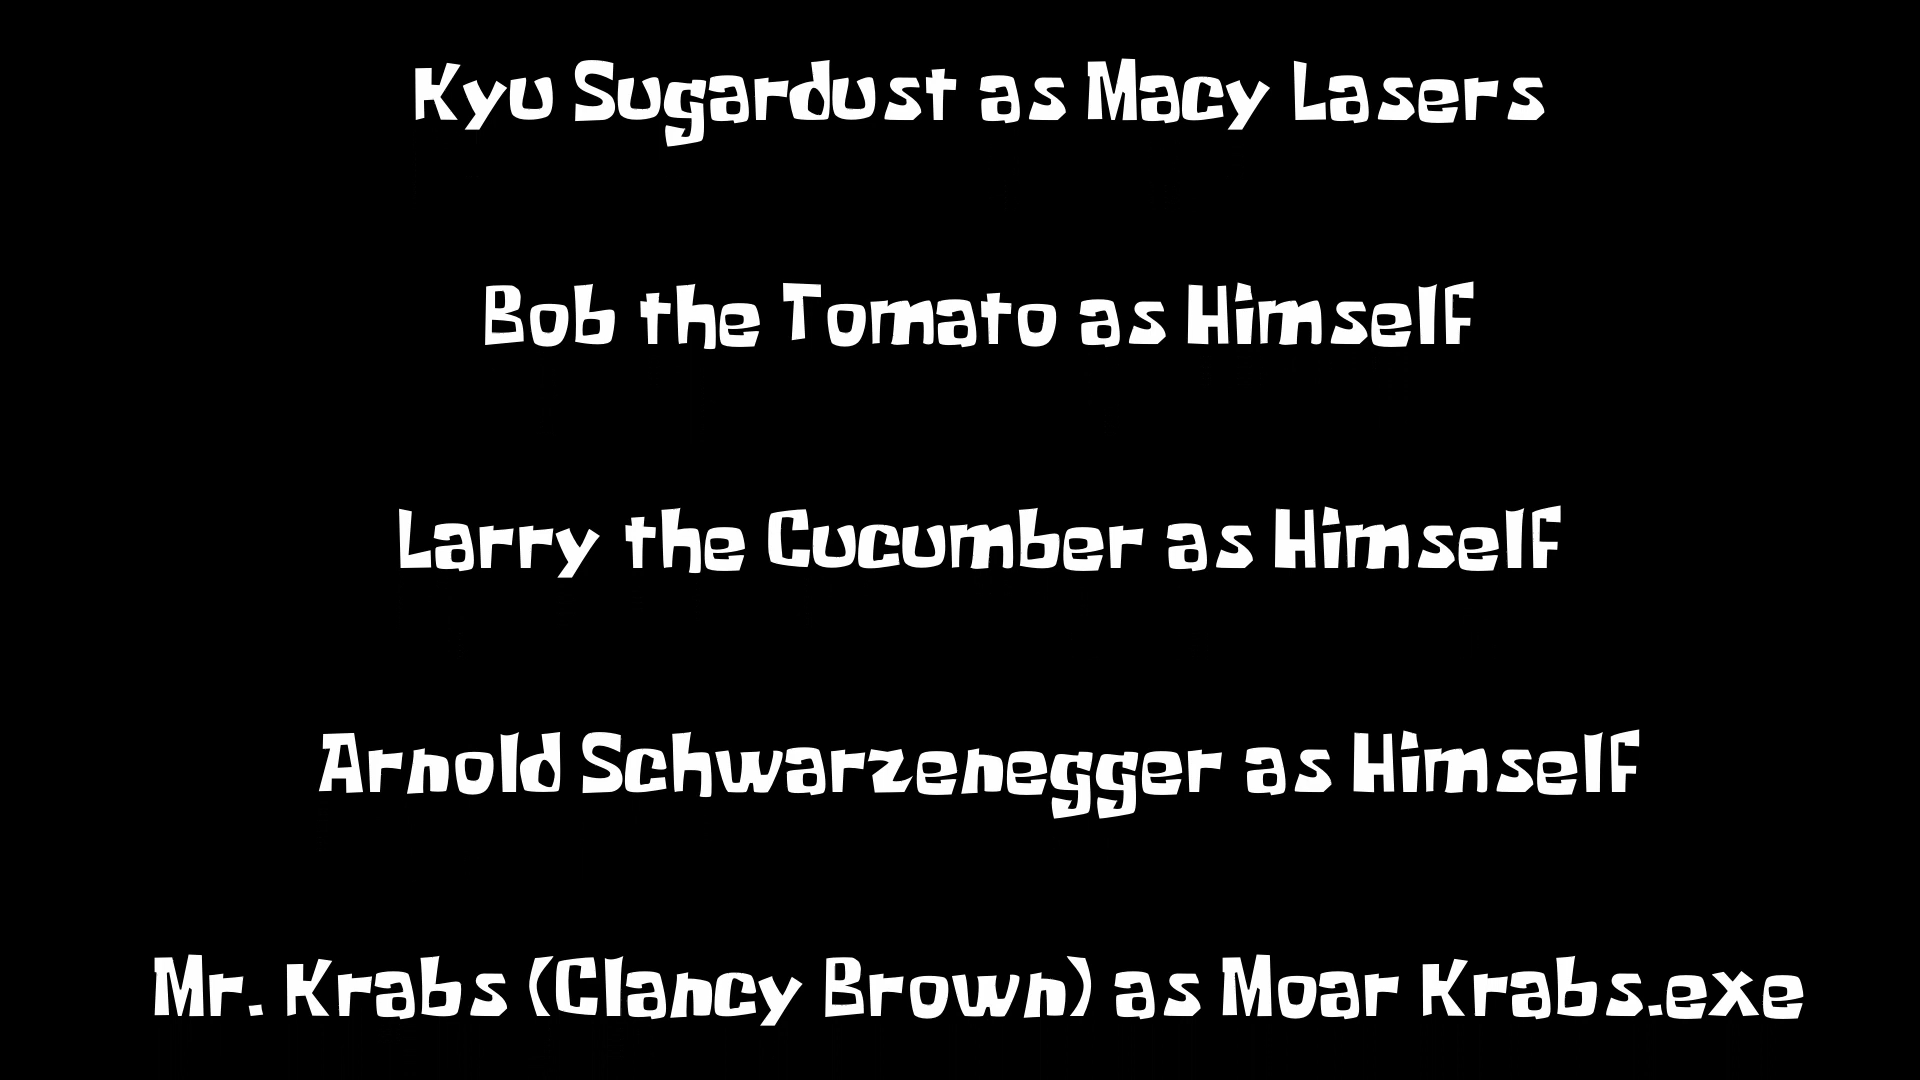 Kyu Sugardust as Macy Lasers
Bob the Tomato as Himself
Larry the Cucumber as Himself
Arnold Schwarzenegger as Himself
Mr. Krabs (Clancy Brown) as Moar Krabs.exe